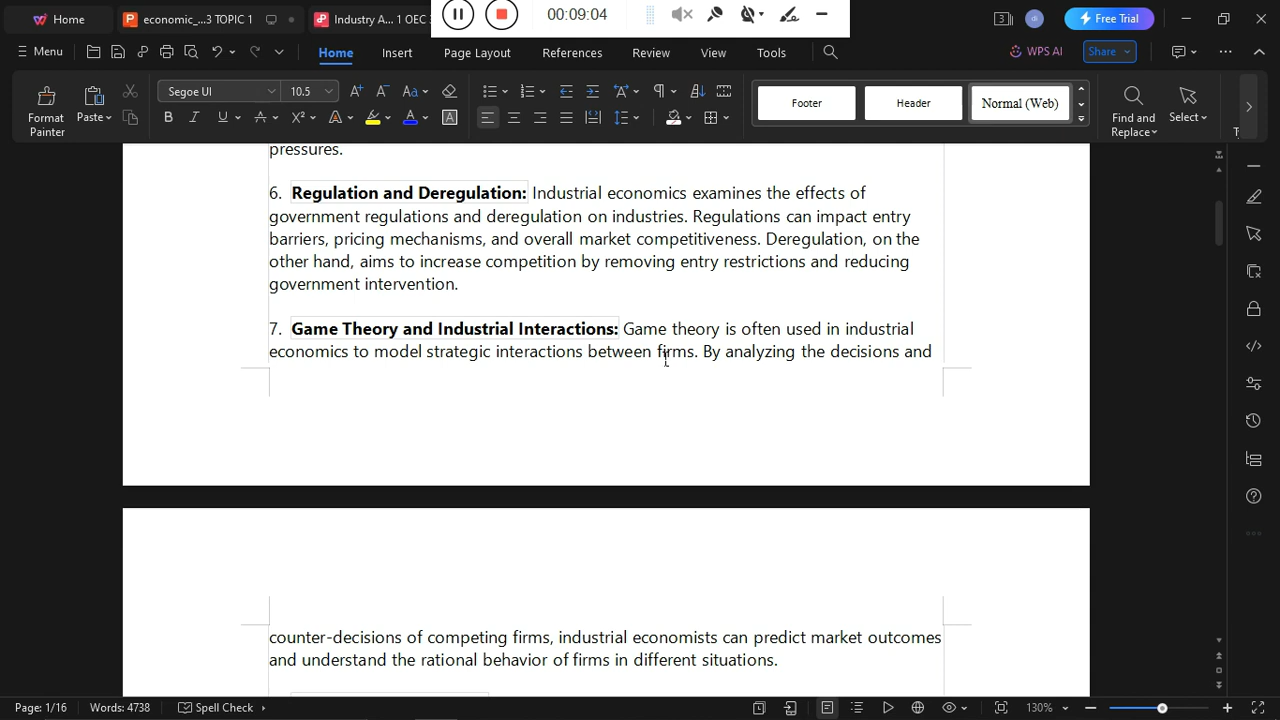 Home
economic_i...TOPIC 1
Industry A... 1 OEC
00:09:04
Free Trial
Menu
Home
Insert
Page Layout
References
Review
View
Tools
WPS AI
Share
Format Painter
Paste
Segoe UI
10.5
Footer
Header
Normal (Web)
Find and Replace
Select
pressures.
6. Regulation and Deregulation: Industrial economics examines the effects of
government regulations and deregulation on industries. Regulations can impact entry
barriers, pricing mechanisms, and overall market competitiveness. Deregulation, on the
other hand, aims to increase competition by removing entry restrictions and reducing
government intervention.
7. Game Theory and Industrial Interactions: Game theory is often used in industrial
economics to model strategic interactions between firms. By analyzing the decisions and
counter-decisions of competing firms, industrial economists can predict market outcomes
and understand the rational behavior of firms in different situations.
Page: 1/16
Words: 4738
Spell Check
130%